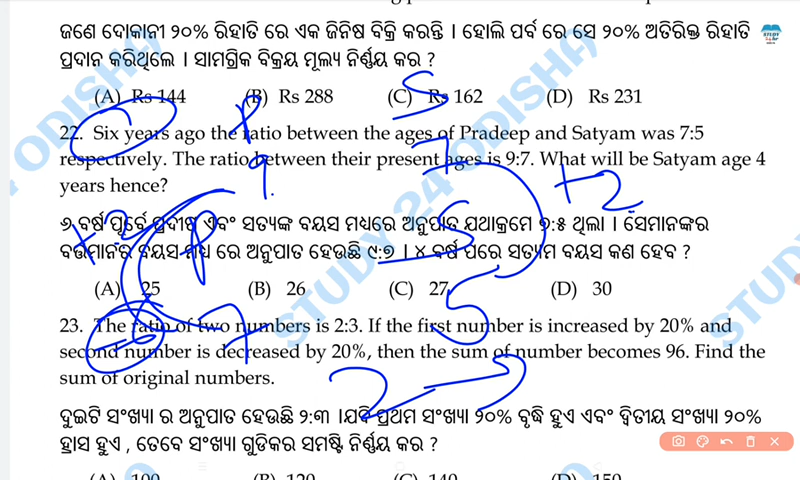 ଜଣେ ଦୋକାନୀ ୨୦% ରିହାତି ରେ ଏକ ଜିନିଷ ବିକ୍ରି କରନ୍ତି । ହୋଲି ପର୍ବ ରେ ସେ ୨୦% ଅତିରିକ୍ତ ରିହାତି
ପ୍ରଦାନ କରିଥିଲେ । ସାମଗ୍ରିକ ବିକ୍ରୟ ମୂଲ୍ୟ ନିର୍ଣ୍ଣୟ କର ?
(A) Rs 144 (B) Rs 288 (C) Rs 162 (D) Rs 231
22. Six years ago the ratio between the ages of Pradeep and Satyam was 7:5
respectively. The ratio between their present ages is 9:7. What will be Satyam age 4
years hence?
୬ ବର୍ଷ ପୂର୍ବେ ପ୍ରଦୀପ ଏବଂ ସତ୍ୟଙ୍କ ବୟସ ମଧ୍ୟରେ ଅନୁପାତ ଯଥାକ୍ରମେ ୭:୫ ଥିଲା । ସେମାନଙ୍କର
ବର୍ତ୍ତମାନର ବୟସ ମଧ୍ୟ ରେ ଅନୁପାତ ହେଉଛି ୯:୭ । ୪ ବର୍ଷ ପରେ ସତ୍ୟମ ବୟସ କଣ ହେବ ?
(A) 25 (B) 26 (C) 27 (D) 30
23. The ratio of two numbers is 2:3. If the first number is increased by 20% and
second number is decreased by 20%, then the sum of number becomes 96. Find the
sum of original numbers.
ଦୁଇଟି ସଂଖ୍ୟା ର ଅନୁପାତ ହେଉଛି ୨:୩ ।ଯଦି ପ୍ରଥମ ସଂଖ୍ୟା ୨୦% ବୃଦ୍ଧି ହୁଏ ଏବଂ ଦ୍ୱିତୀୟ ସଂଖ୍ୟା ୨୦%
ହ୍ରାସ ହୁଏ , ତେବେ ସଂଖ୍ୟା ଗୁଡିକର ସମଷ୍ଟି ନିର୍ଣ୍ଣୟ କର ?
(A) 100 (B) 120 (C) 140 (D) 150